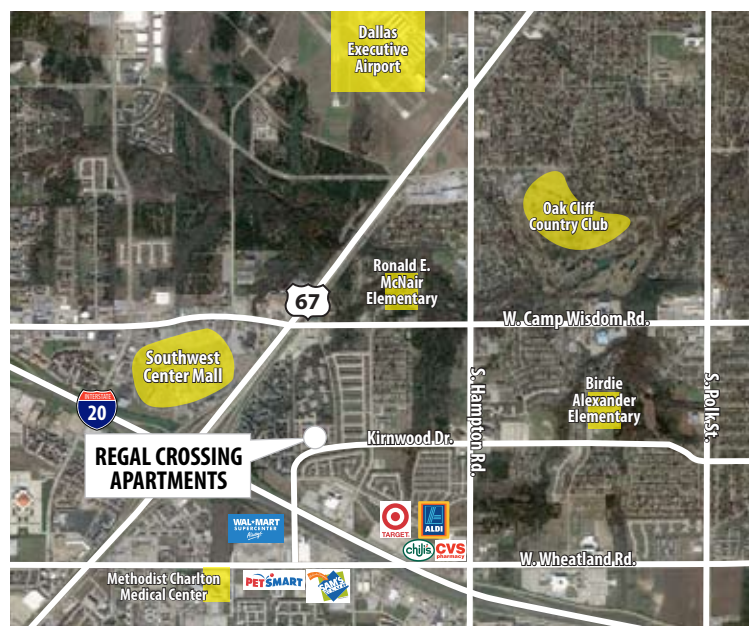 Dallas
Executive
Airport
Oak Cliff
Country Club
Ronald E.
McNair
Elementary
67
W. Camp Wisdom Rd.
Southwest
Center Mall
INTERSTATE
20
S. Hampton Rd.
Birdie
Alexander
Elementary
S. Polk St.
Kirnwood Dr.
REGAL CROSSING
APARTMENTS
WAL★MART
SUPERCENTER
Always
TARGET
ALDI
chili's
CVS
pharmacy
W. Wheatland Rd.
Methodist Charlton
Medical Center
PETSMART
SAM'S